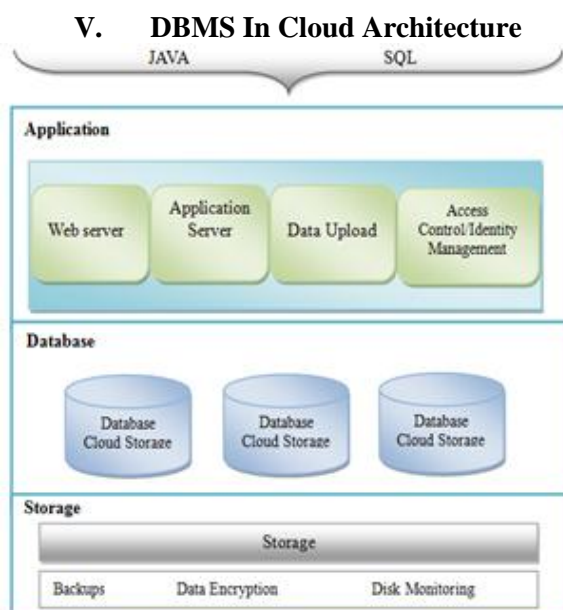 V. DBMS In Cloud Architecture
JAVA SQL
Application
Web server
Application
Server
Data Upload
Access
Control/Identity
Management
Database
Database
Cloud Storage
Database
Cloud Storage
Database
Cloud Storage
Storage
Storage
Backups Data Encryption Disk Monitoring